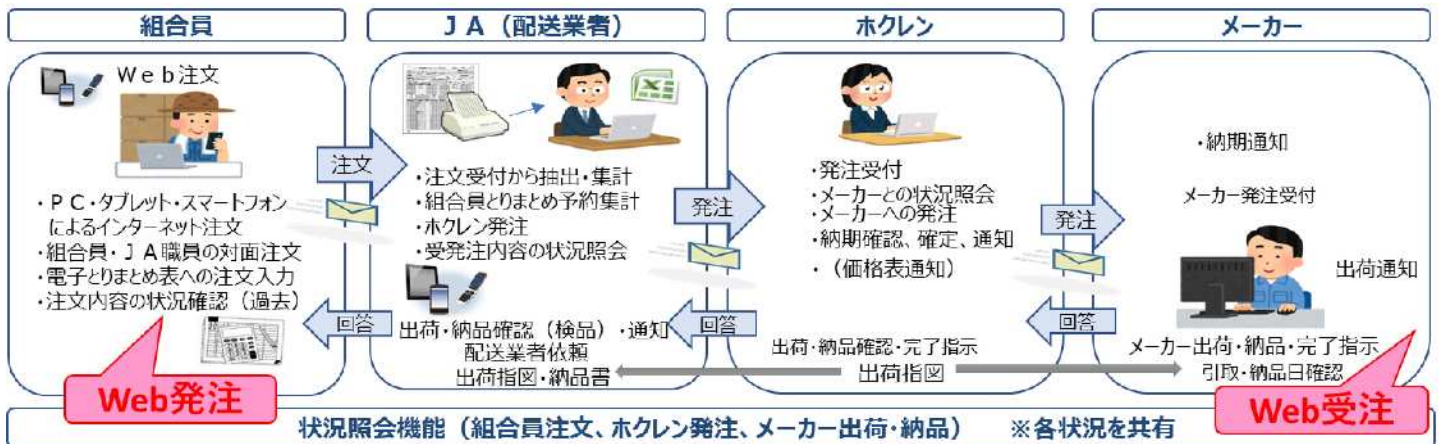 組合員
ＪＡ（配送業者）
ホクレン
メーカー
Ｗｅｂ注文
・ＰＣ・タブレット・スマートフォン
によるインターネット注文
・組合員・ＪＡ職員の対面注文
・電子とりまとめ表への注文入力
・注文内容の状況確認（過去）
Web発注
注文
回答
・注文受付から抽出・集計
・組合員とりまとめ予約集計
・ホクレン発注
・受発注内容の状況照会
出荷・納品確認（検品）・通知
配送業者依頼
出荷指図・納品書
発注
回答
・発注受付
・メーカーとの状況照会
・メーカーへの発注
・納期確認、確定、通知
・（価格表通知）
出荷・納品確認・完了指示
出荷指図
発注
回答
・納期通知
メーカー発注受付
出荷通知
メーカー出荷・納品・完了指示
引取・納品日確認
Web受注
状況照会機能（組合員注文、ホクレン発注、メーカー出荷・納品）　※各状況を共有